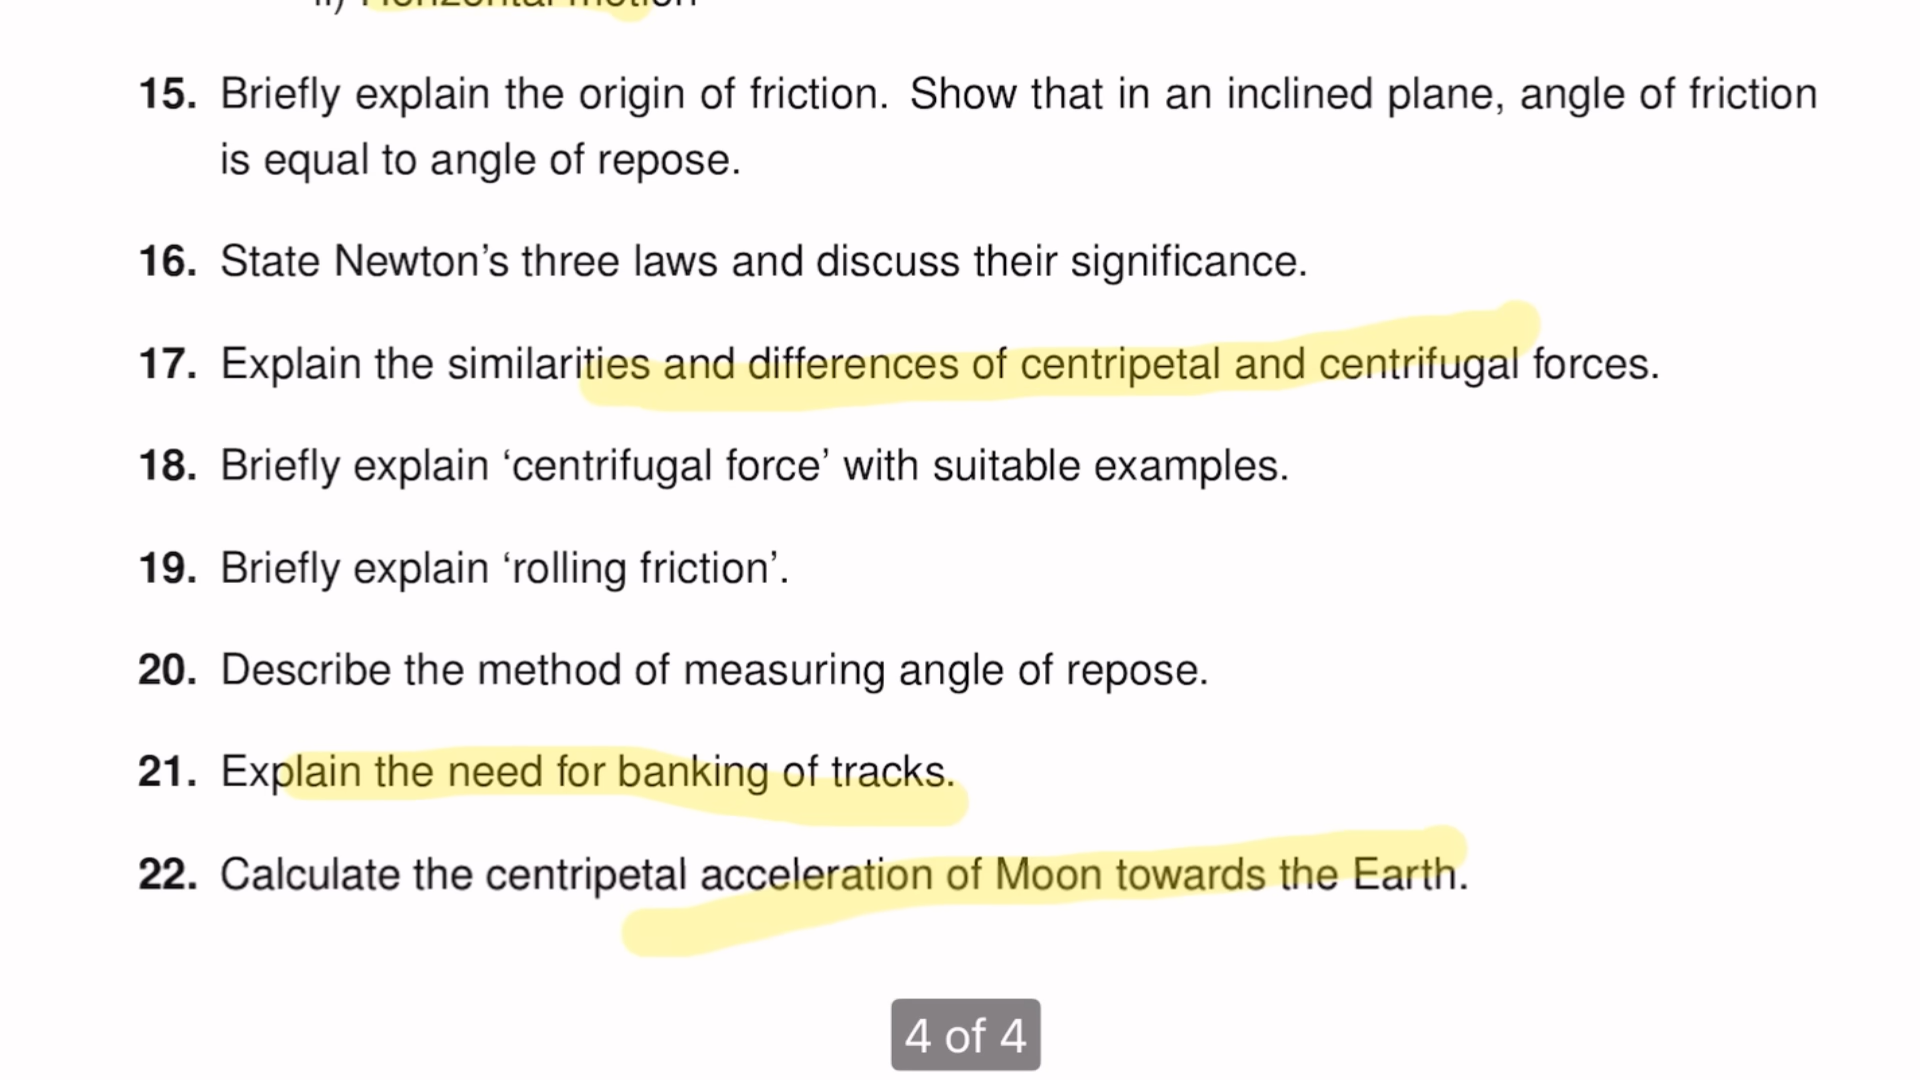 ii) Horizontal motion
15. Briefly explain the origin of friction. Show that in an inclined plane, angle of friction
is equal to angle of repose.
16. State Newton’s three laws and discuss their significance.
17. Explain the similarities and differences of centripetal and centrifugal forces.
18. Briefly explain ‘centrifugal force’ with suitable examples.
19. Briefly explain ‘rolling friction’.
20. Describe the method of measuring angle of repose.
21. Explain the need for banking of tracks.
22. Calculate the centripetal acceleration of Moon towards the Earth.
4 of 4